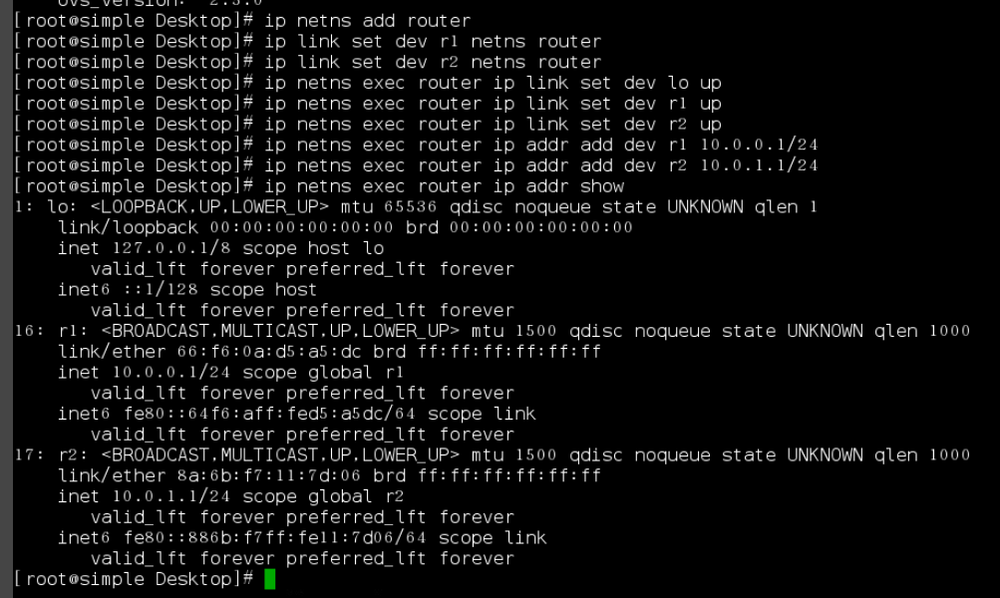 ovs_version: "2.3.0"
[root@simple Desktop]# ip netns add router
[root@simple Desktop]# ip link set dev r1 netns router
[root@simple Desktop]# ip link set dev r2 netns router
[root@simple Desktop]# ip netns exec router ip link set dev lo up
[root@simple Desktop]# ip netns exec router ip link set dev r1 up
[root@simple Desktop]# ip netns exec router ip link set dev r2 up
[root@simple Desktop]# ip netns exec router ip addr add dev r1 10.0.0.1/24
[root@simple Desktop]# ip netns exec router ip addr add dev r2 10.0.1.1/24
[root@simple Desktop]# ip netns exec router ip addr show
1: lo: <LOOPBACK,UP,LOWER_UP> mtu 65536 qdisc noqueue state UNKNOWN qlen 1
link/loopback 00:00:00:00:00:00 brd 00:00:00:00:00:00
inet 127.0.0.1/8 scope host lo
valid_lft forever preferred_lft forever
inet6 ::1/128 scope host
valid_lft forever preferred_lft forever
16: r1: <BROADCAST,MULTICAST,UP,LOWER_UP> mtu 1500 qdisc noqueue state UNKNOWN qlen 1000
link/ether 66:f6:0a:d5:a5:dc brd ff:ff:ff:ff:ff:ff
inet 10.0.0.1/24 scope global r1
valid_lft forever preferred_lft forever
inet6 fe80::64f6:aff:fed5:a5dc/64 scope link
valid_lft forever preferred_lft forever
17: r2: <BROADCAST,MULTICAST,UP,LOWER_UP> mtu 1500 qdisc noqueue state UNKNOWN qlen 1000
link/ether 8a:6b:f7:11:7d:06 brd ff:ff:ff:ff:ff:ff
inet 10.0.1.1/24 scope global r2
valid_lft forever preferred_lft forever
inet6 fe80::886b:f7ff:fe11:7d06/64 scope link
valid_lft forever preferred_lft forever
[root@simple Desktop]#